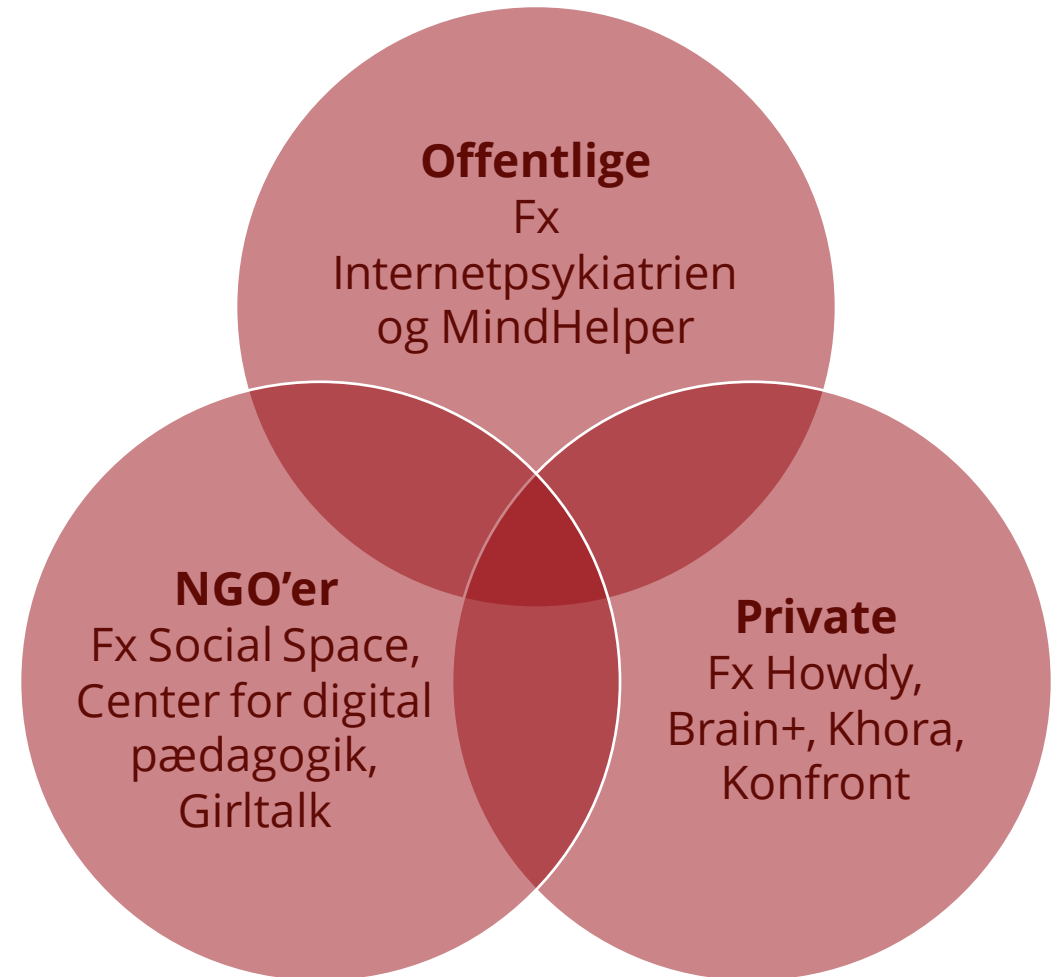 Offentlige
Fx
Internetpsykiatrien
og MindHelper
NGO’er
Fx Social Space,
Center for digital
pædagogik,
Girltalk
Private
Fx Howdy,
Brain+, Khora,
Konfront